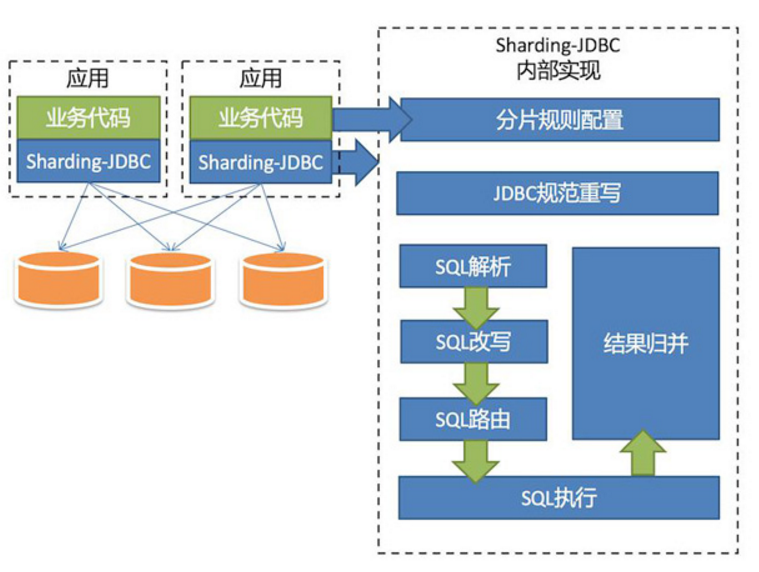 应用
业务代码
Sharding-JDBC
应用
业务代码
Sharding-JDBC
Sharding-JDBC
内部实现
分片规则配置
JDBC规范重写
SQL解析
SQL改写
SQL路由
结果归并
SQL执行